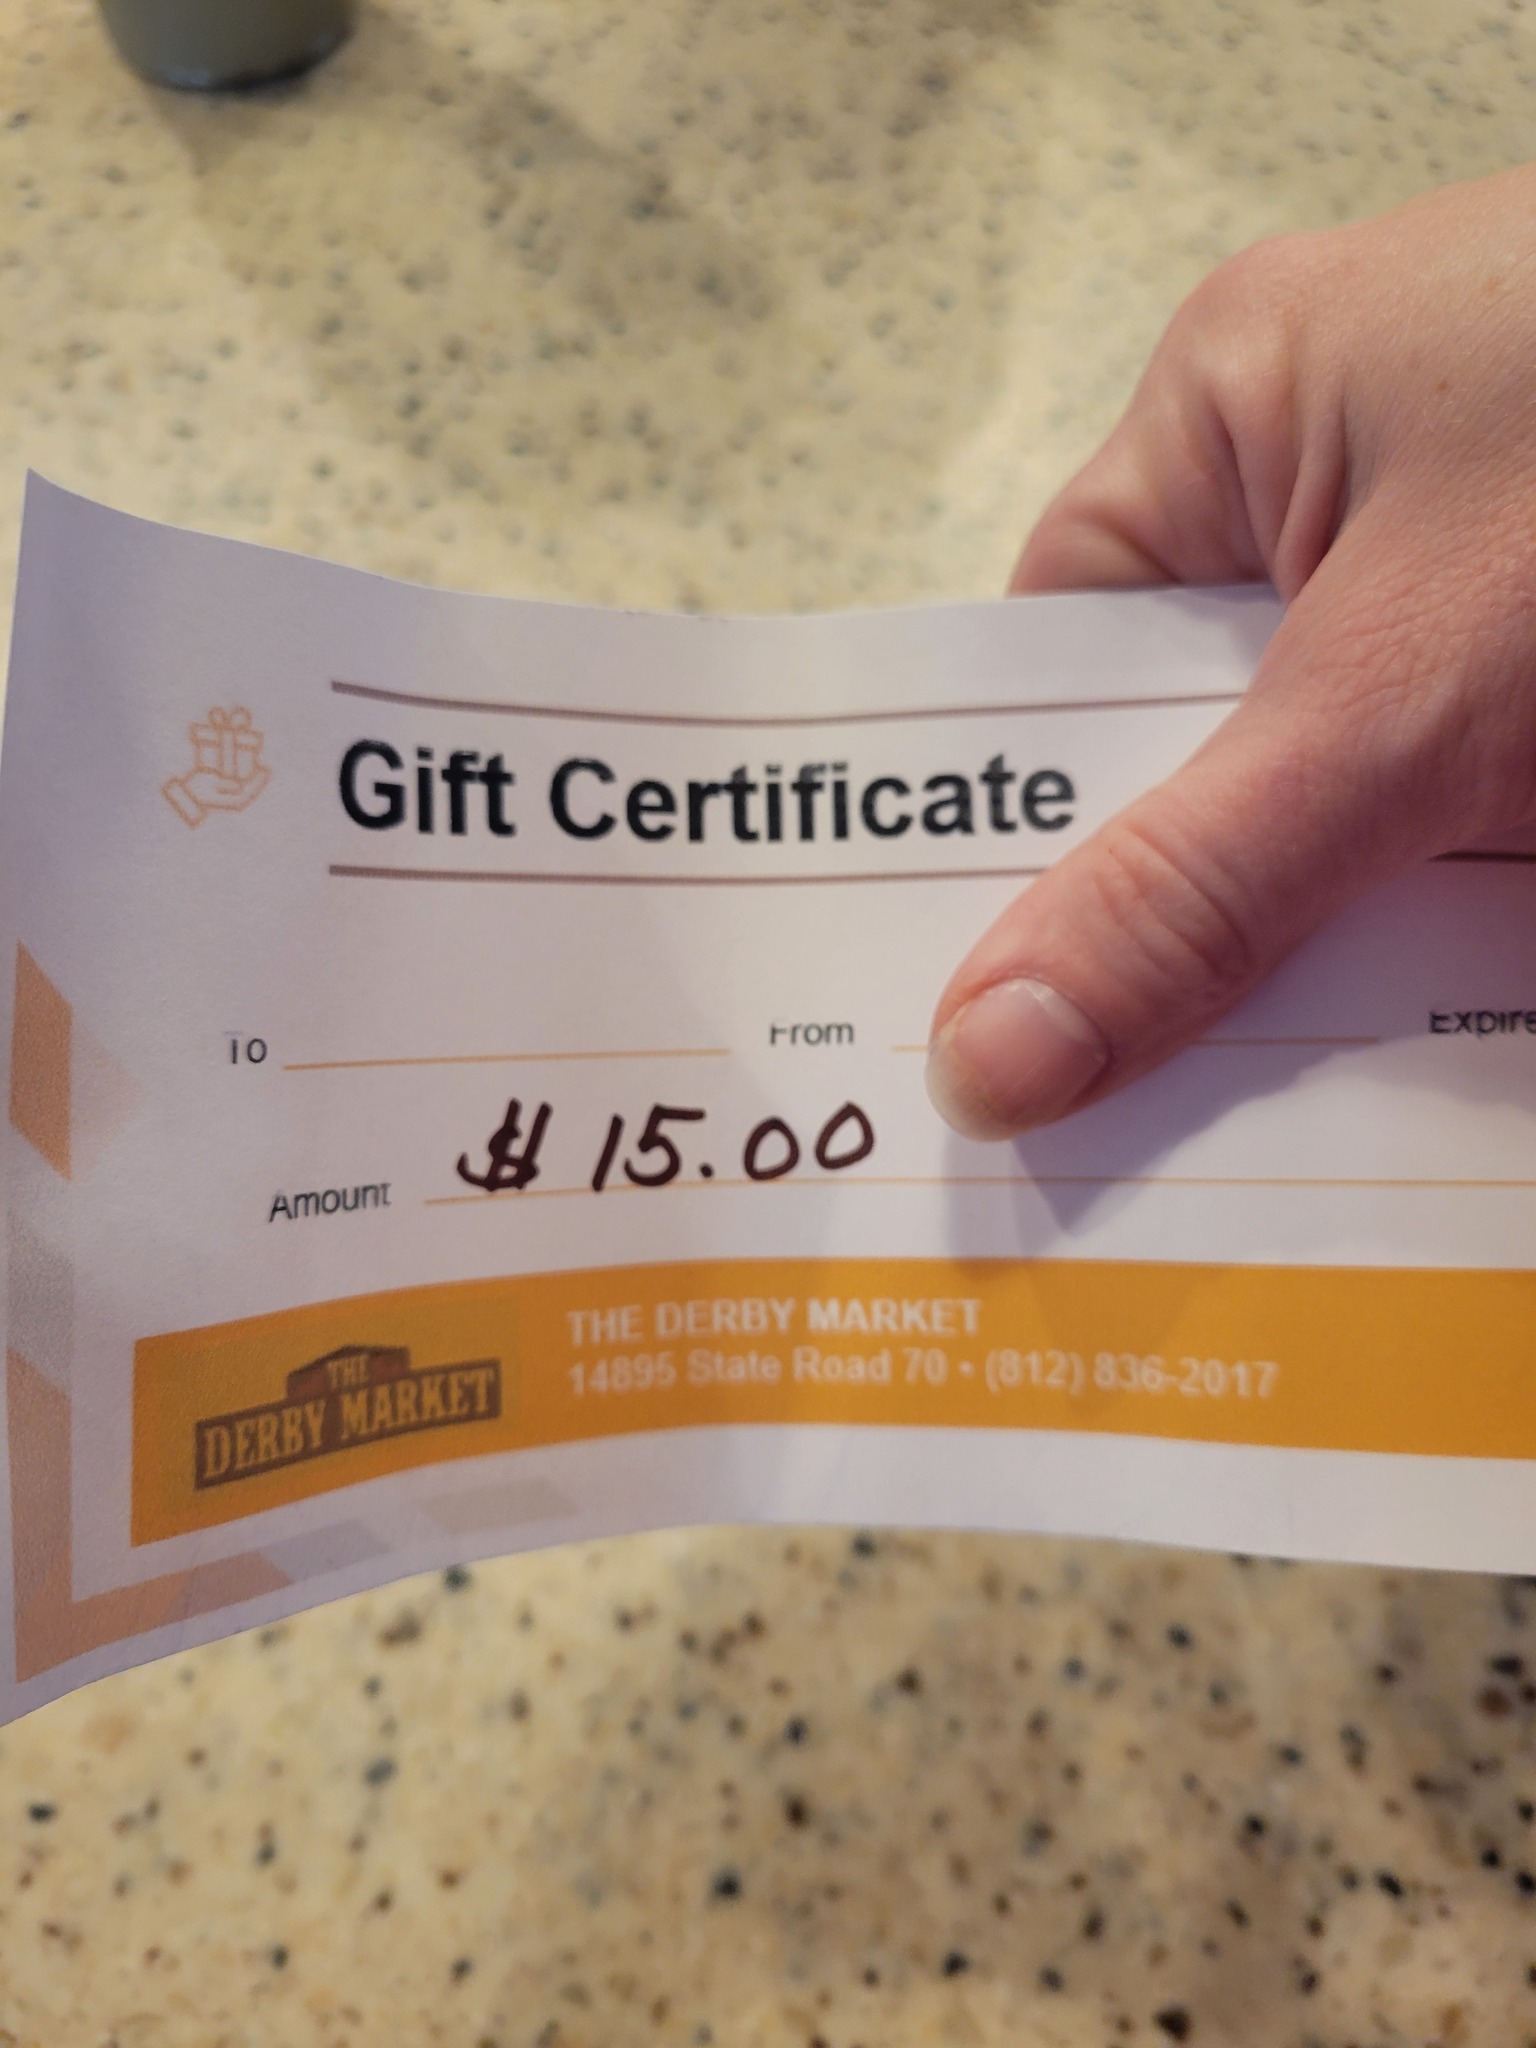 Gift Certificate
To From Expire
Amount $ 15.00
THE DERBY MARKET
14895 State Road 70 • (812) 836-2017
THE
DERBY MARKET